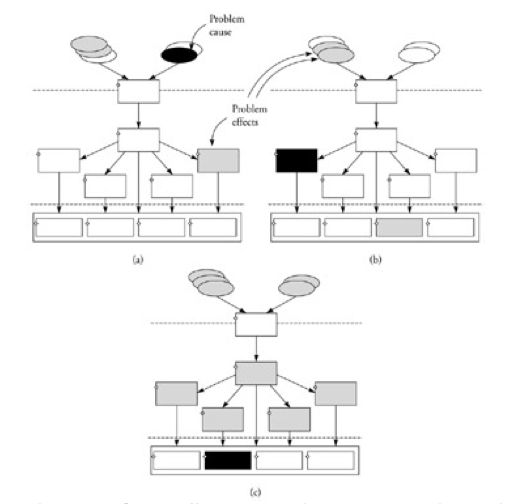 Problem
cause
Problem
effects
(a)
(b)
(c)